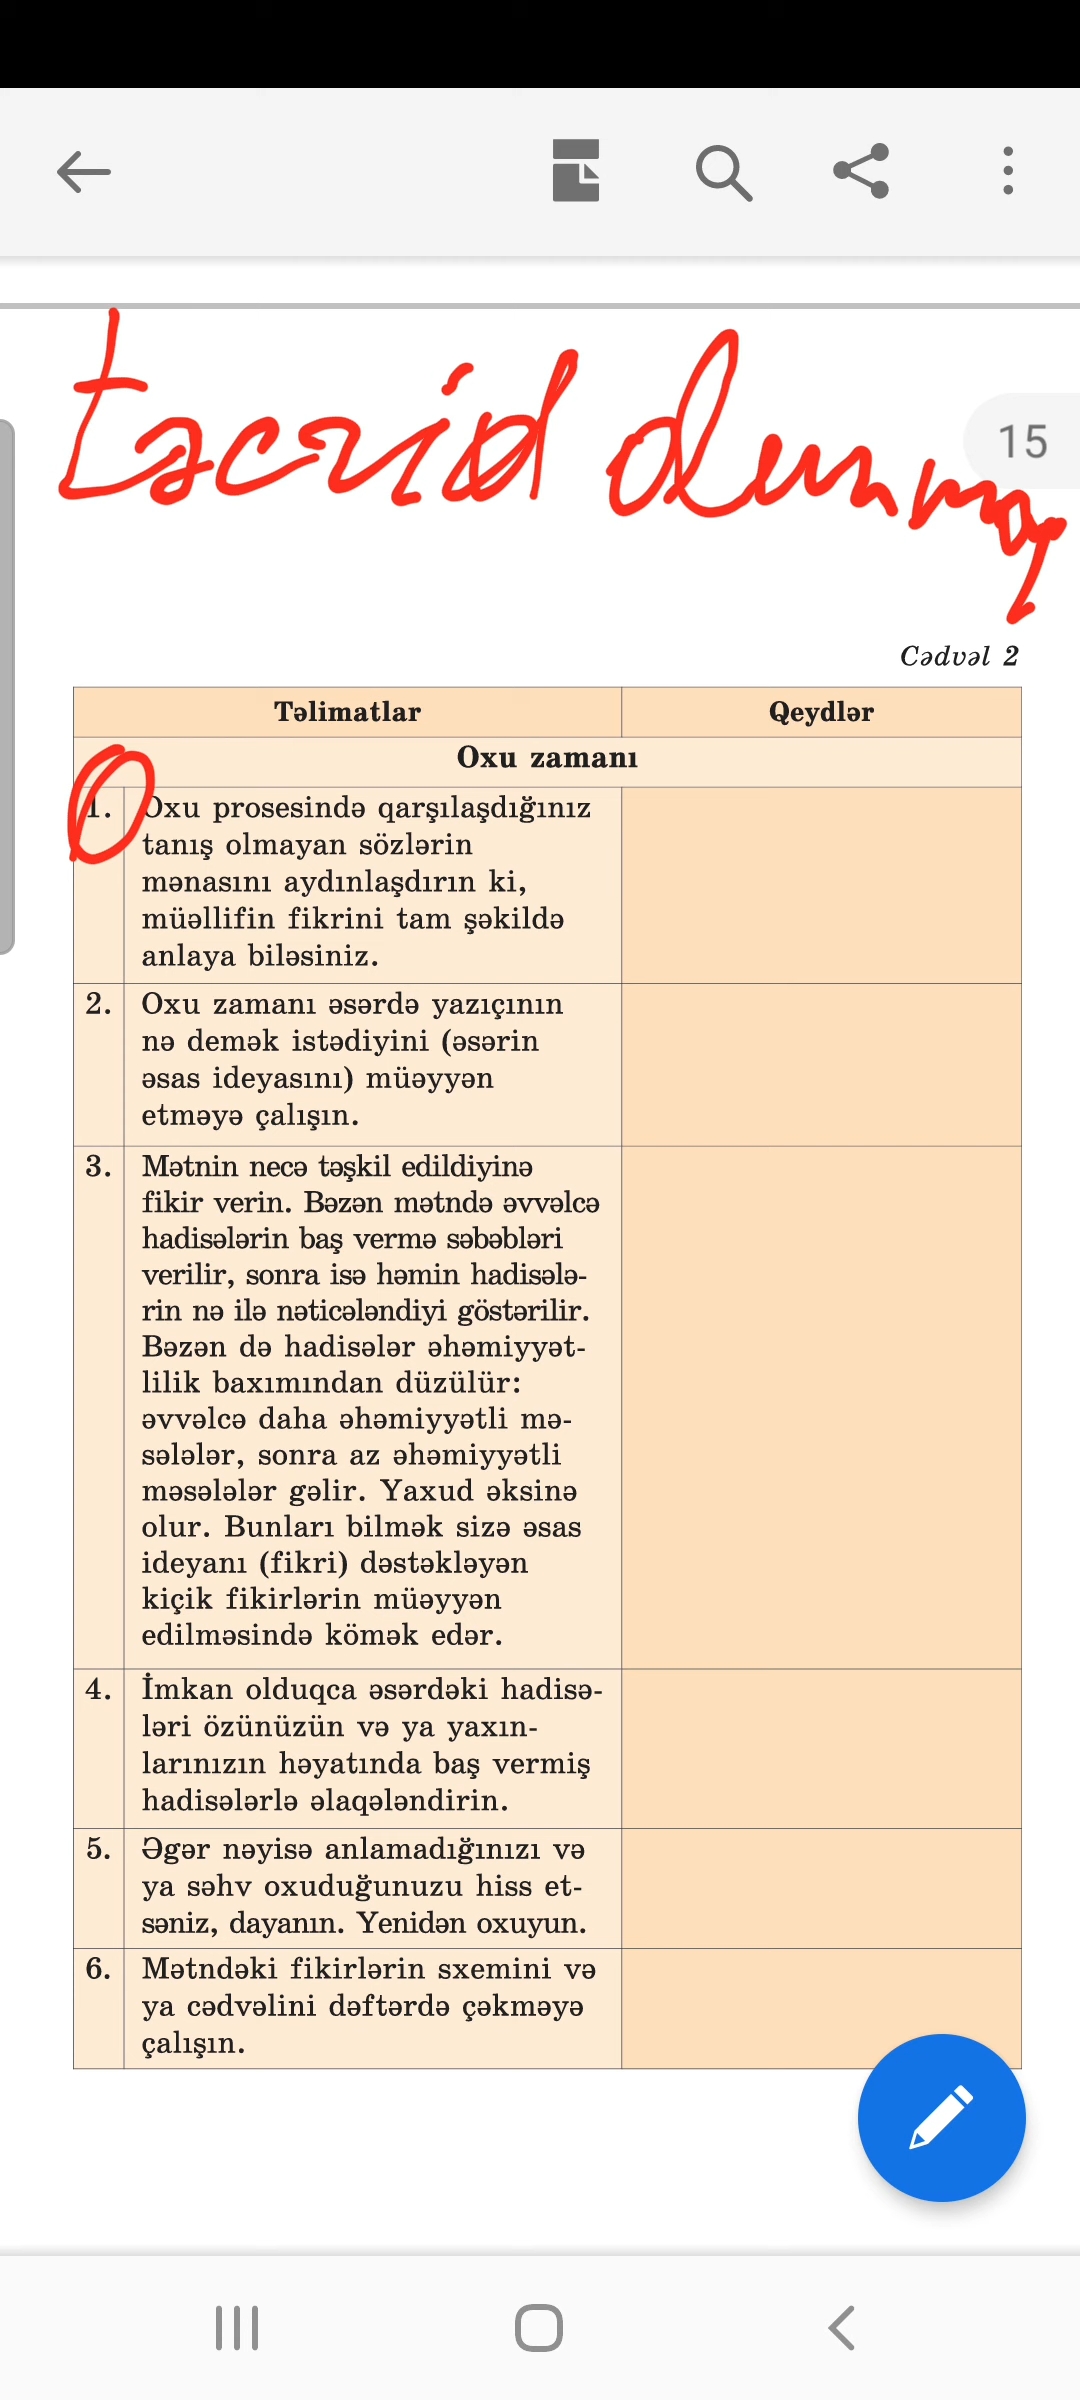 15
təcrid olunmaq
Cədvəl 2
Təlimatlar Qeydlər
Oxu zamanı
1. Oxu prosesində qarşılaşdığınız
tanış olmayan sözlərin
mənasını aydınlaşdırın ki,
müəllifin fikrini tam şəkildə
anlaya biləsiniz.
2. Oxu zamanı əsərdə yazıçının
nə demək istədiyini (əsərin
əsas ideyasını) müəyyən
etməyə çalışın.
3. Mətnin necə təşkil edildiyinə
fikir verin. Bəzən mətndə əvvəlcə
hadisələrin baş vermə səbəbləri
verilir, sonra isə həmin hadisələ-
rin nə ilə nəticələndiyi göstərilir.
Bəzən də hadisələr əhəmiyyət-
lilik baxımından düzülür:
əvvəlcə daha əhəmiyyətli mə-
sələlər, sonra az əhəmiyyətli
məsələlər gəlir. Yaxud əksinə
olur. Bunları bilmək sizə əsas
ideyanı (fikri) dəstəkləyən
kiçik fikirlərin müəyyən
edilməsində kömək edər.
4. İmkan olduqca əsərdəki hadisə-
ləri özünüzün və ya yaxın-
larınızın həyatında baş vermiş
hadisələrlə əlaqələndirin.
5. Əgər nəyisə anlamadığınızı və
ya səhv oxuduğunuzu hiss et-
səniz, dayanın. Yenidən oxuyun.
6. Mətndəki fikirlərin sxemini və
ya cədvəlini dəftərdə çəkməyə
çalışın.